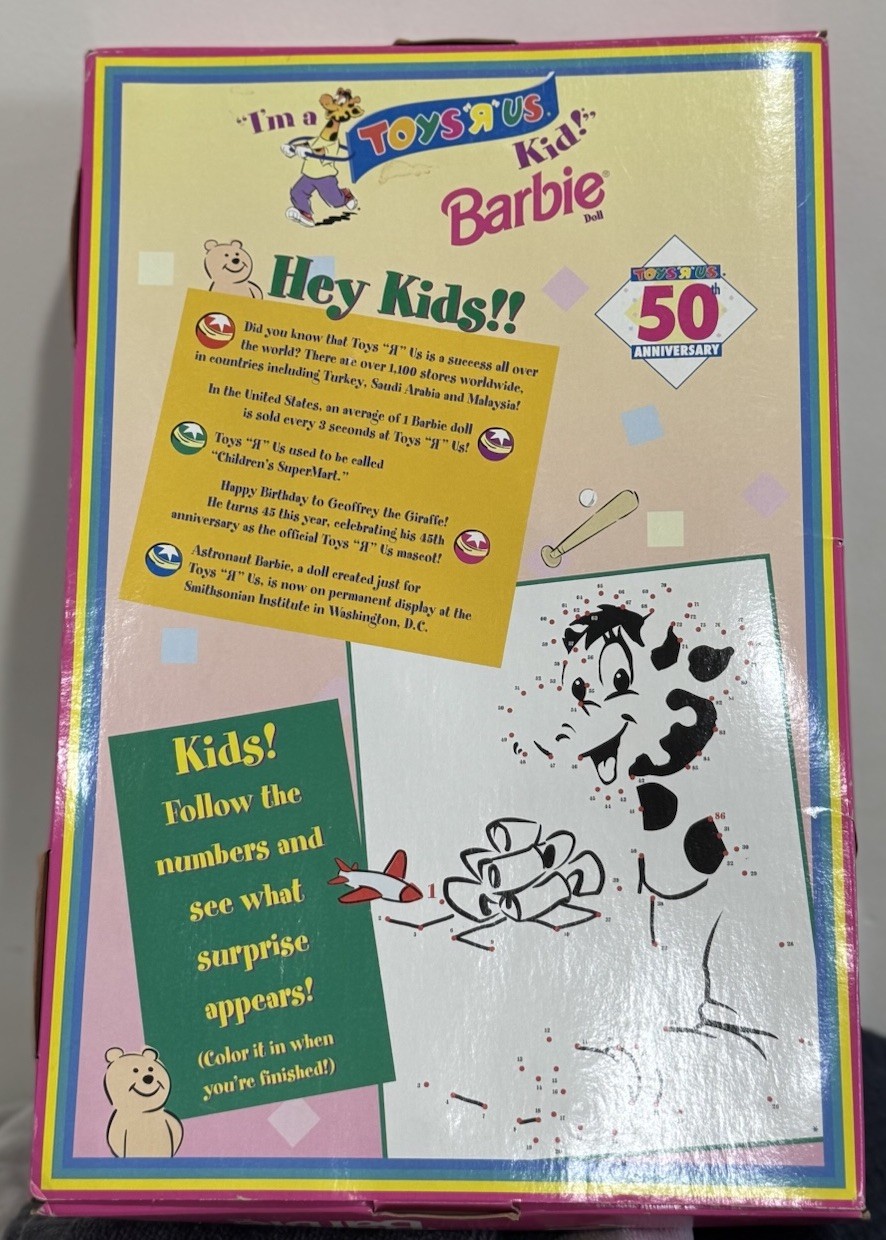 "I'm a TOYS "Я" US® Kid!"
Barbie®
Doll
Hey Kids!!
TOYS "Я" US
50th
ANNIVERSARY
Did you know that Toys "Я" Us is a success all over
the world? There are over 1,100 stores worldwide,
in countries including Turkey, Saudi Arabia and Malaysia!
In the United States, an average of 1 Barbie doll
is sold every 3 seconds at Toys "Я" Us!
Toys "Я" Us used to be called
"Children's SuperMart."
Happy Birthday to Geoffrey the Giraffe!
He turns 45 this year, celebrating his 45th
anniversary as the official Toys "Я" Us mascot!
Astronaut Barbie, a doll created just for
Toys "Я" Us, is now on permanent display at the
Smithsonian Institute in Washington, D.C.
Kids!
Follow the
numbers and
see what
surprise
appears!
(Color it in when
you're finished!)
1
86